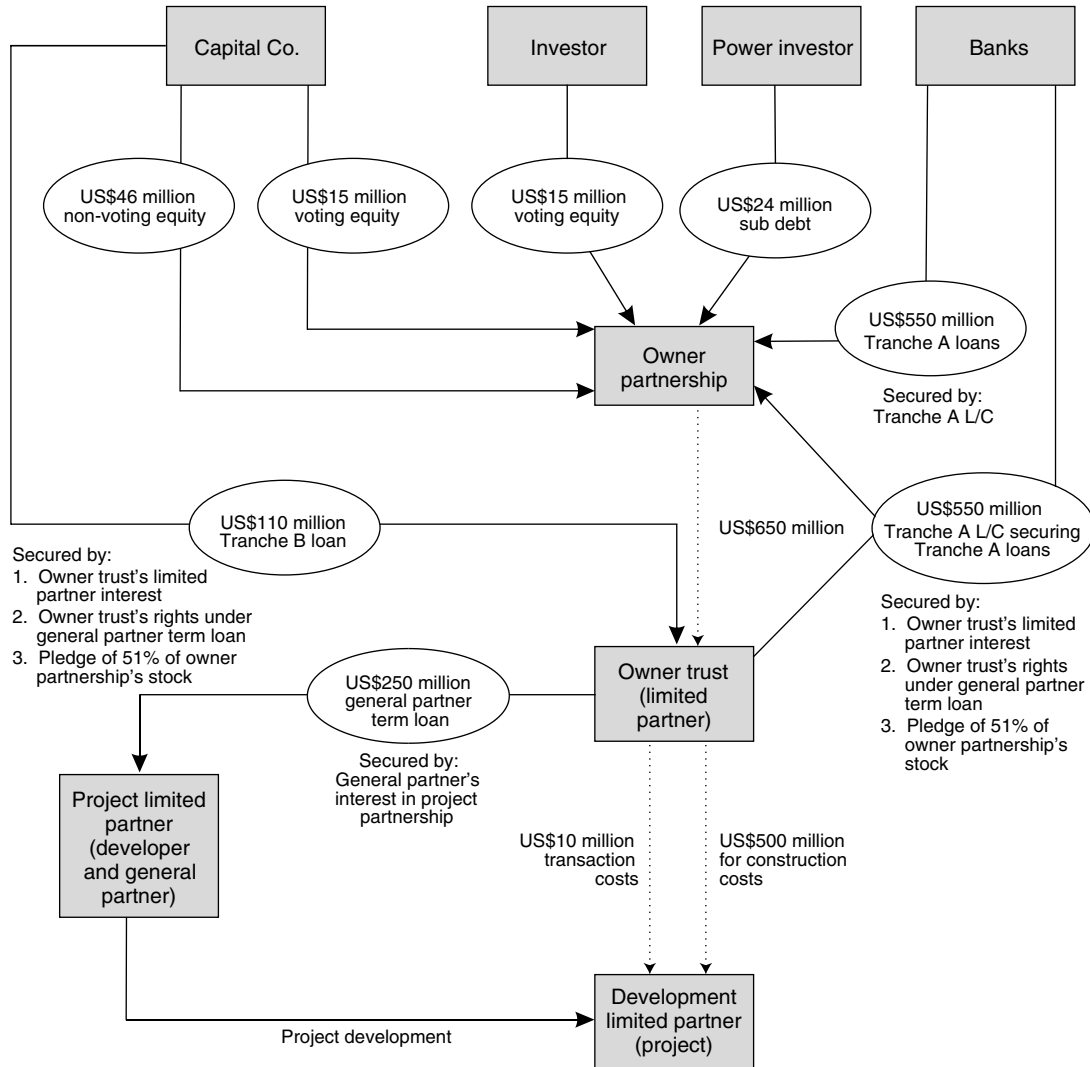 Capital Co.
Investor
Power investor
Banks
US$46 million
non-voting equity
US$15 million
voting equity
US$15 million
voting equity
US$24 million
sub debt
US$550 million
Tranche A loans
Owner
partnership
Secured by:
Tranche A L/C
US$110 million
Tranche B loan
US$650 million
US$550 million
Tranche A L/C securing
Tranche A loans
Secured by:
1. Owner trust’s limited
partner interest
2. Owner trust’s rights under
general partner term loan
3. Pledge of 51% of owner
partnership’s stock
Secured by:
1. Owner trust’s limited
partner interest
2. Owner trust’s rights
under general partner
term loan
3. Pledge of 51% of
owner partnership’s
stock
US$250 million
general partner
term loan
Owner trust
(limited
partner)
Secured by:
General partner’s
interest in project
partnership
Project limited
partner
(developer
and general
partner)
US$10 million
transaction
costs
US$500 million
for construction
costs
Development
limited partner
(project)
Project development